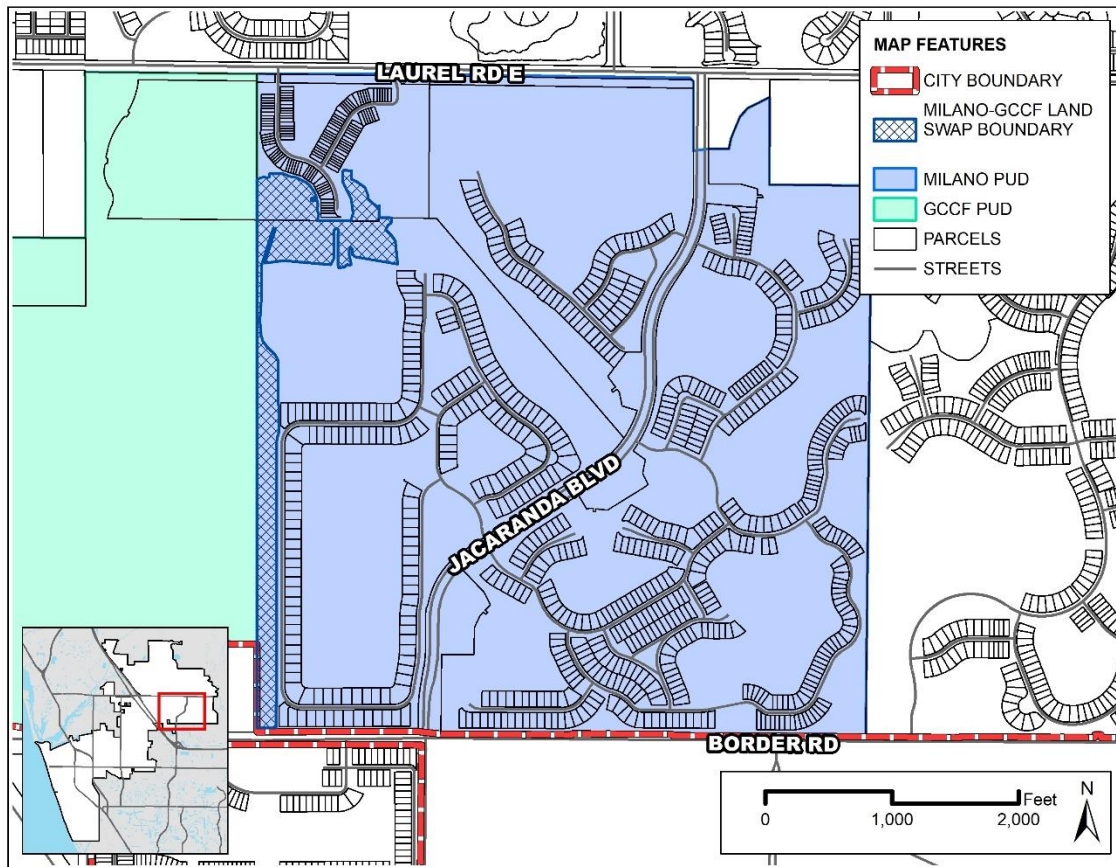 LAUREL RD E
MAP FEATURES
CITY BOUNDARY
MILANO-GCCF LAND
SWAP BOUNDARY
MILANO PUD
GCCF PUD
PARCELS
STREETS
JACARANDA BLVD
BORDER RD
Feet
0 1,000 2,000
N